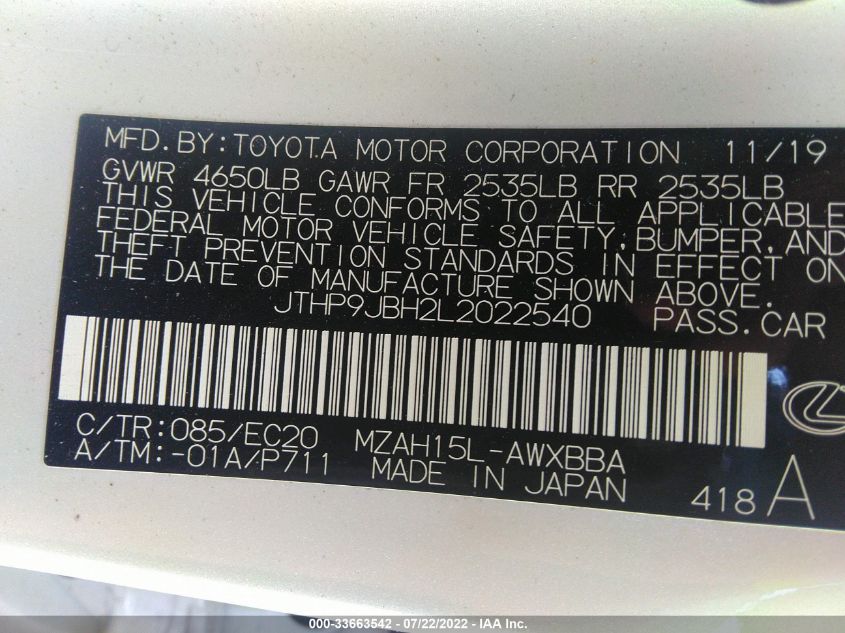 MFD.BY:TOYOTA MOTOR CORPORATION 11/19
GVWR 4650LB GAWR FR 2535LB RR 2535LB
THIS VEHICLE CONFORMS TO ALL APPLICABLE
FEDERAL MOTOR VEHICLE SAFETY,BUMPER,AND
THEFT PREVENTION STANDARDS IN EFFECT ON
THE DATE OF MANUFACTURE SHOWN ABOVE.
JTHP9JBH2L2022540 PASS.CAR
C/TR:085/EC20 MZAH15L-AWXBBA
A/TM:-01A/P711 MADE IN JAPAN 418 A
000-33663542 - 07/22/2022 - IAA Inc.